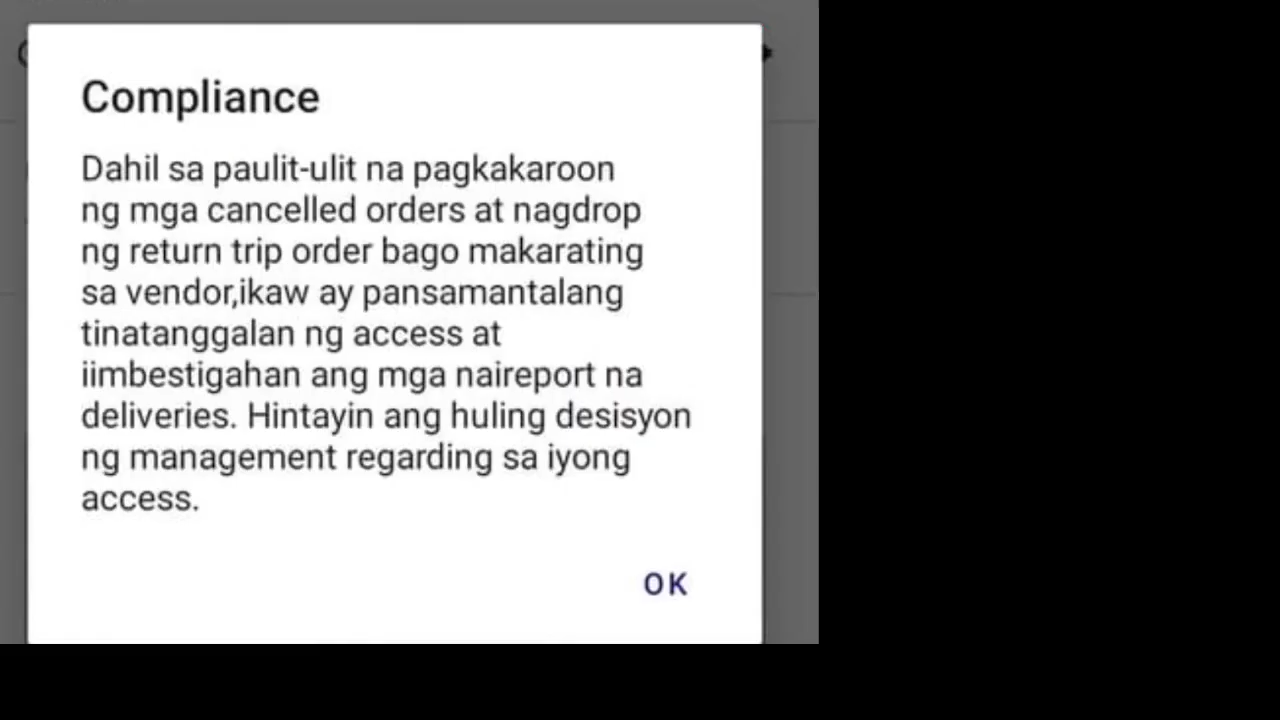 Compliance
Dahil sa paulit-ulit na pagkakaroon
ng mga cancelled orders at nagdrop
ng return trip order bago makarating
sa vendor,ikaw ay pansamantalang
tinatanggalan ng access at
iimbestigahan ang mga naireport na
deliveries. Hintayin ang huling desisyon
ng management regarding sa iyong
access.
OK